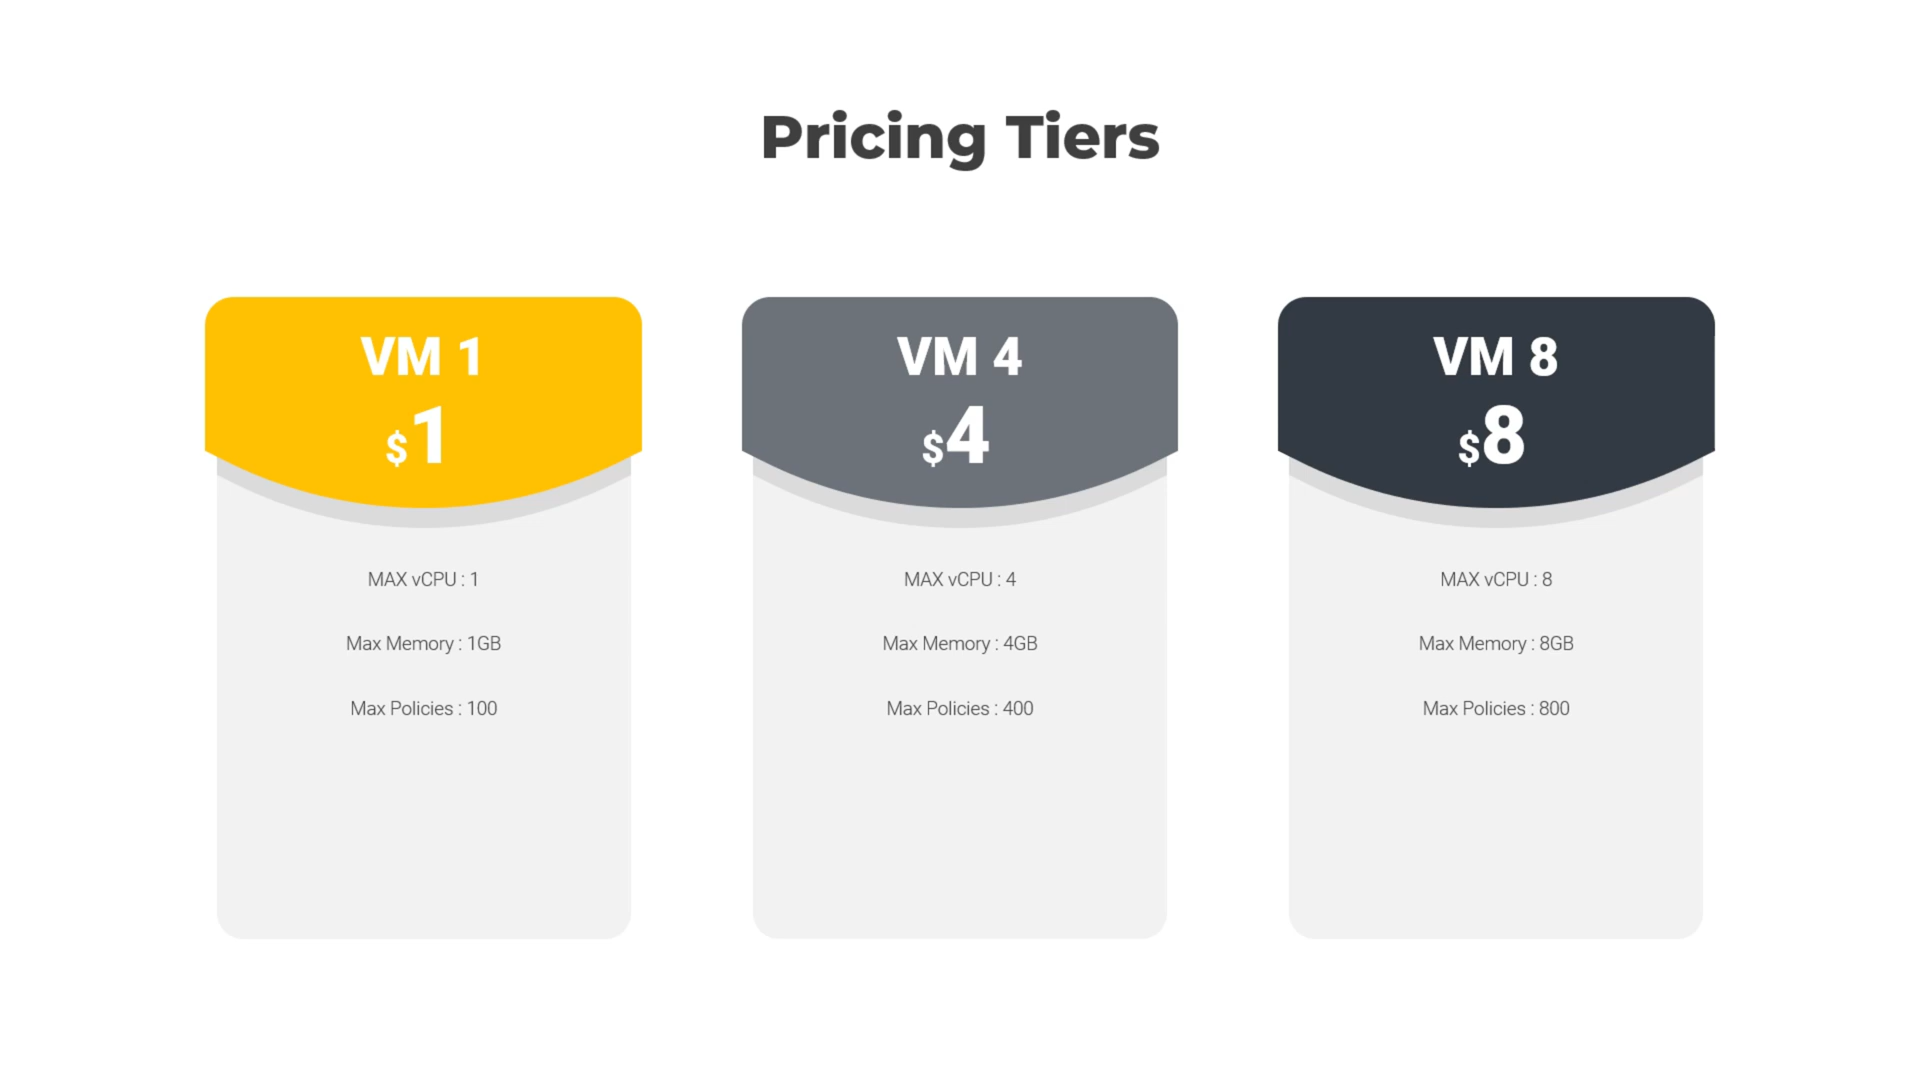 Pricing Tiers
VM 1
$1
MAX vCPU : 1
Max Memory : 1GB
Max Policies : 100
VM 4
$4
MAX vCPU : 4
Max Memory : 4GB
Max Policies : 400
VM 8
$8
MAX vCPU : 8
Max Memory : 8GB
Max Policies : 800